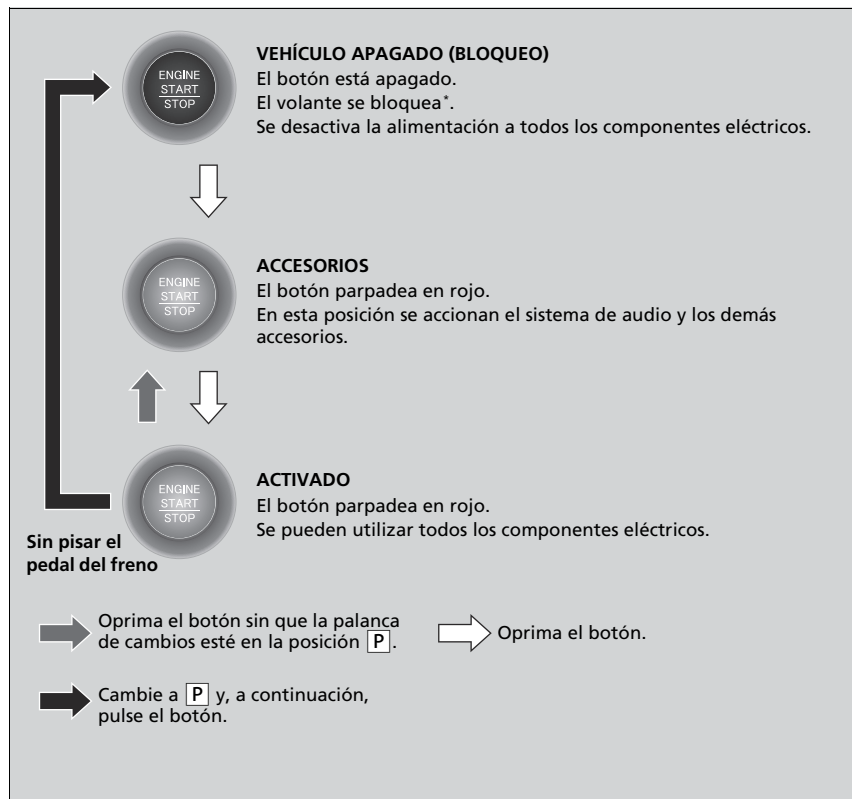 ENGINE
START
STOP
VEHÍCULO APAGADO (BLOQUEO)
El botón está apagado.
El volante se bloquea*.
Se desactiva la alimentación a todos los componentes eléctricos.
ENGINE
START
STOP
ACCESORIOS
El botón parpadea en rojo.
En esta posición se accionan el sistema de audio y los demás
accesorios.
ENGINE
START
STOP
ACTIVADO
El botón parpadea en rojo.
Se pueden utilizar todos los componentes eléctricos.
Sin pisar el
pedal del freno
Oprima el botón sin que la palanca
de cambios esté en la posición P.
Oprima el botón.
Cambie a P y, a continuación,
pulse el botón.